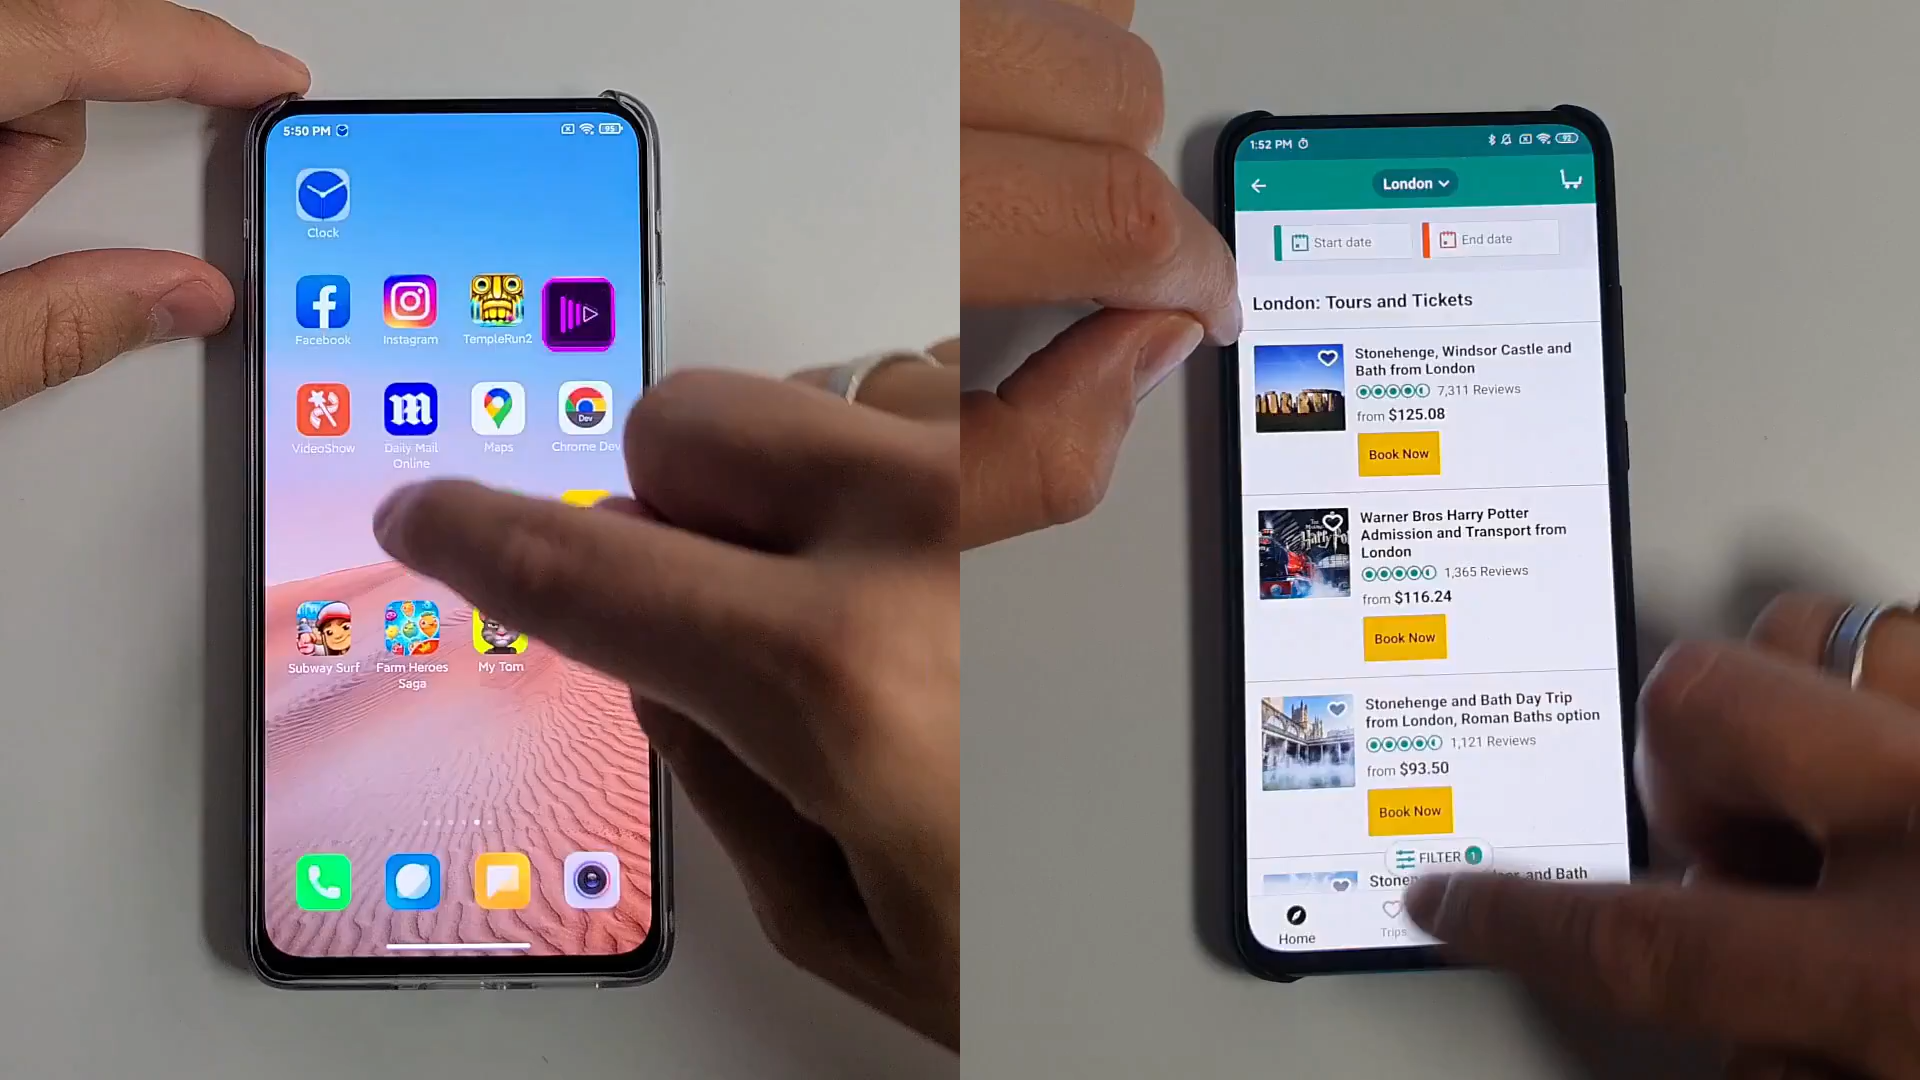 5:50 PM
95
Clock
Facebook
Instagram
TempleRun2
VideoShow
Daily Mail
Online
Maps
Dev
Chrome Dev
Subway Surf
Farm Heroes
Saga
My Tom
1:52 PM
92
London
Start date
End date
London: Tours and Tickets
Stonehenge, Windsor Castle and
Bath from London
7,311 Reviews
from $125.08
Book Now
Warner Bros Harry Potter
Admission and Transport from
London
1,365 Reviews
from $116.24
Book Now
Stonehenge and Bath Day Trip
from London, Roman Baths option
1,121 Reviews
from $93.50
Book Now
FILTER 1
and Bath
Home
Trips